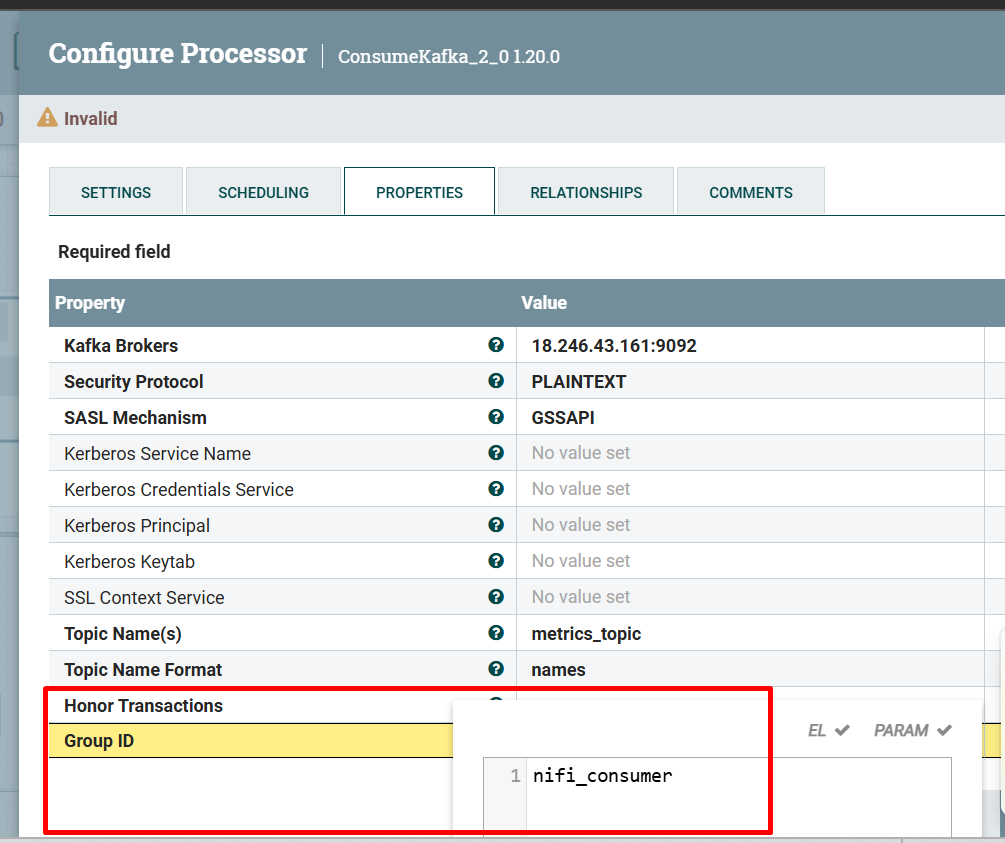 Configure Processor | ConsumeKafka_2_0 1.20.0
Invalid
SETTINGS SCHEDULING PROPERTIES RELATIONSHIPS COMMENTS
Required field
Property Value
Kafka Brokers 18.246.43.161:9092
Security Protocol PLAINTEXT
SASL Mechanism GSSAPI
Kerberos Service Name No value set
Kerberos Credentials Service No value set
Kerberos Principal No value set
Kerberos Keytab No value set
SSL Context Service No value set
Topic Name(s) metrics_topic
Topic Name Format names
Honor Transactions
Group ID EL PARAM
1 nifi_consumer